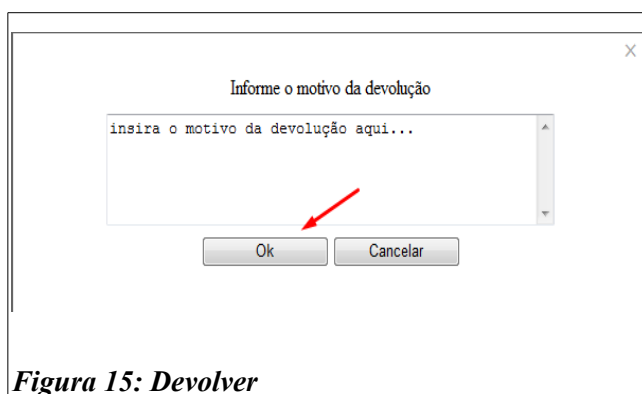 X
Informe o motivo da devolução
insira o motivo da devolução aqui...
Ok Cancelar
Figura 15: Devolver